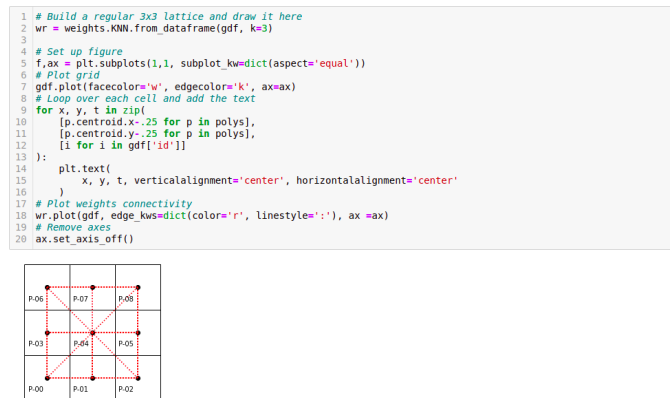 1 # Build a regular 3x3 lattice and draw it here
2 wr = weights.KNN.from_dataframe(gdf, k=3)
3
4 # Set up figure
5 f,ax = plt.subplots(1,1, subplot_kw=dict(aspect='equal'))
6 # Plot grid
7 gdf.plot(facecolor='w', edgecolor='k', ax=ax)
8 # Loop over each cell and add the text
9 for x, y, t in zip(
10     [p.centroid.x-.25 for p in polys],
11     [p.centroid.y-.25 for p in polys],
12     [i for i in gdf['id']]
13 ):
14     plt.text(
15         x, y, t, verticalalignment='center', horizontalalignment='center'
16     )
17 # Plot weights connectivity
18 wr.plot(gdf, edge_kws=dict(color='r', linestyle=':'), ax =ax)
19 # Remove axes
20 ax.set_axis_off()
P-06 P-07 P-08
P-03 P-04 P-05
P-00 P-01 P-02